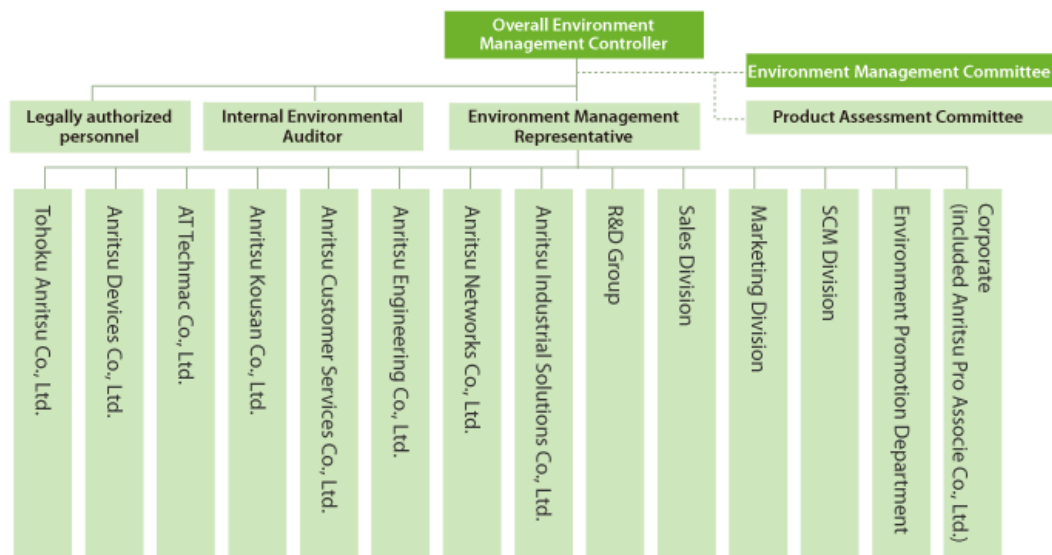 Overall Environment
Management Controller
Environment Management Committee
Legally authorized
personnel
Internal Environmental
Auditor
Environment Management
Representative
Product Assessment Committee
Tohoku Anritsu Co., Ltd.
Anritsu Devices Co., Ltd.
AT Techmac Co., Ltd.
Anritsu Kousan Co., Ltd.
Anritsu Customer Services Co., Ltd.
Anritsu Engineering Co., Ltd.
Anritsu Networks Co., Ltd.
Anritsu Industrial Solutions Co., Ltd.
R&D Group
Sales Division
Marketing Division
SCM Division
Environment Promotion Department
Corporate
(included Anritsu Pro Associe Co., Ltd.)